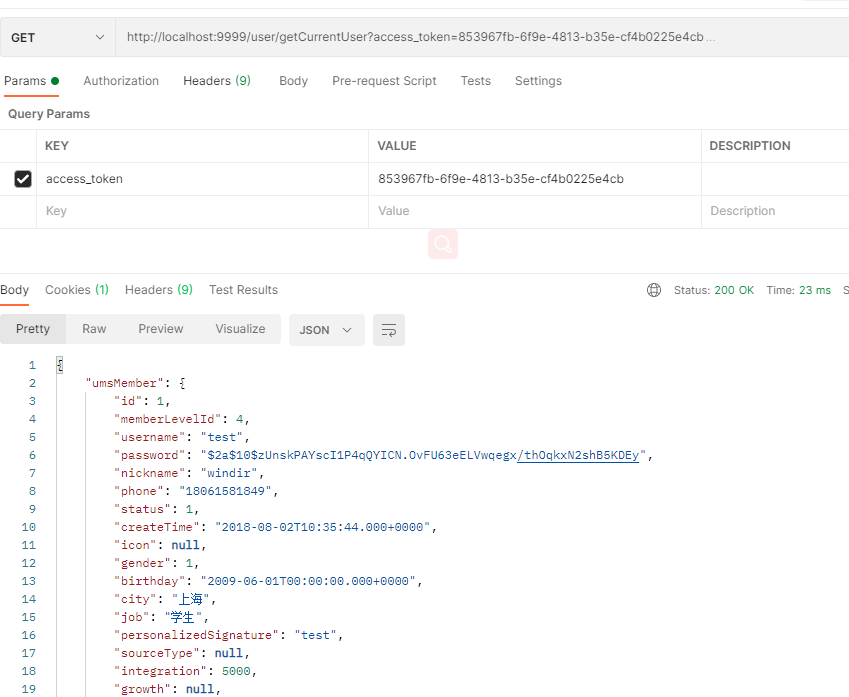 GET http://localhost:9999/user/getCurrentUser?access_token=853967fb-6f9e-4813-b35e-cf4b0225e4cb ...
Params Authorization Headers (9) Body Pre-request Script Tests Settings
Query Params
KEY VALUE DESCRIPTION
access_token 853967fb-6f9e-4813-b35e-cf4b0225e4cb
Key Value Description
Body Cookies (1) Headers (9) Test Results Status: 200 OK Time: 23 ms S
Pretty Raw Preview Visualize JSON
1 {
2 "umsMember": {
3 "id": 1,
4 "memberLevelId": 4,
5 "username": "test",
6 "password": "$2a$10$zUnskPAYscI1P4qQYICN.OvFU63eELVwqegx/thOqkxN2shB5KDEy",
7 "nickname": "windir",
8 "phone": "18061581849",
9 "status": 1,
10 "createTime": "2018-08-02T10:35:44.000+0000",
11 "icon": null,
12 "gender": 1,
13 "birthday": "2009-06-01T00:00:00.000+0000",
14 "city": "上海",
15 "job": "学生",
16 "personalizedSignature": "test",
17 "sourceType": null,
18 "integration": 5000,
19 "growth": null,